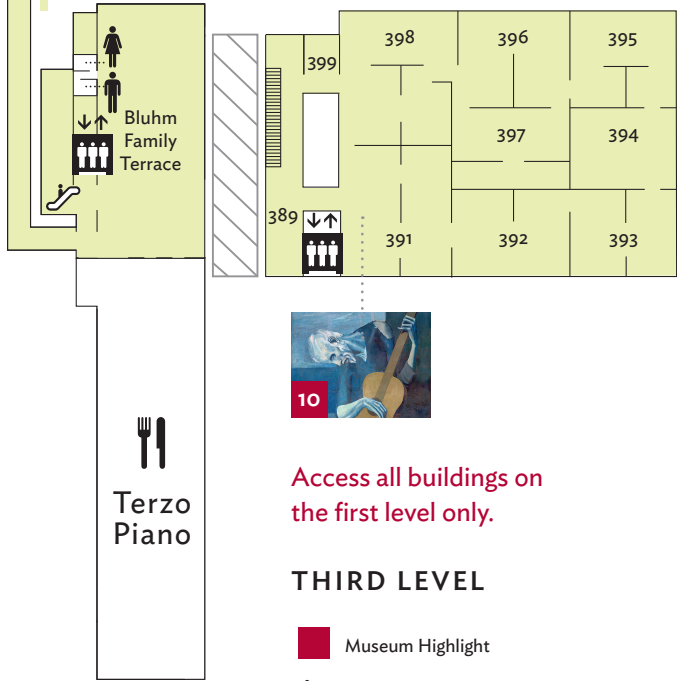 398
396
395
399
Bluhm
Family
Terrace
397
394
389
391
392
393
10
Terzo
Piano
Access all buildings on
the first level only.
THIRD LEVEL
Museum Highlight